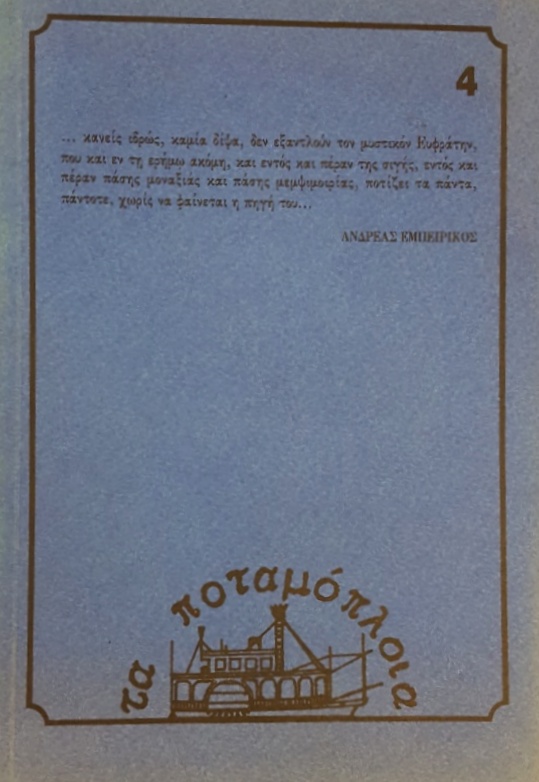 4
... κανείς ιδρώς, καμία δίψα, δεν εξαντλούν τον μυστικόν Ευφράτην,
που και εν τη ερήμω ακόμη, και εντός και πέραν της σιγής, εντός και
πέραν πάσης μοναξιάς και πάσης μεμψιμοιρίας, ποτίζει τα πάντα,
πάντοτε, χωρίς να φαίνεται η πηγή του...
ΑΝΔΡΕΑΣ ΕΜΠΕΙΡΙΚΟΣ
τα ποταμόπλοια